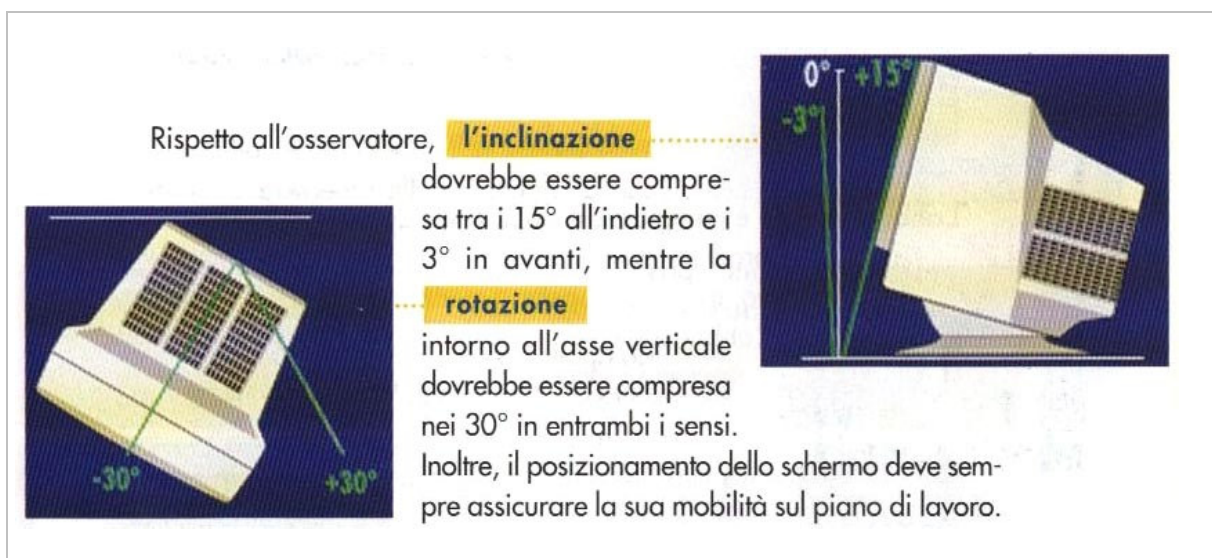 0° +15°
-3°
Rispetto all'osservatore, l'inclinazione
dovrebbe essere compre-
sa tra i 15° all'indietro e i
3° in avanti, mentre la
rotazione
intorno all'asse verticale
dovrebbe essere compresa
nei 30° in entrambi i sensi.
Inoltre, il posizionamento dello schermo deve sem-
pre assicurare la sua mobilità sul piano di lavoro.
-30° +30°